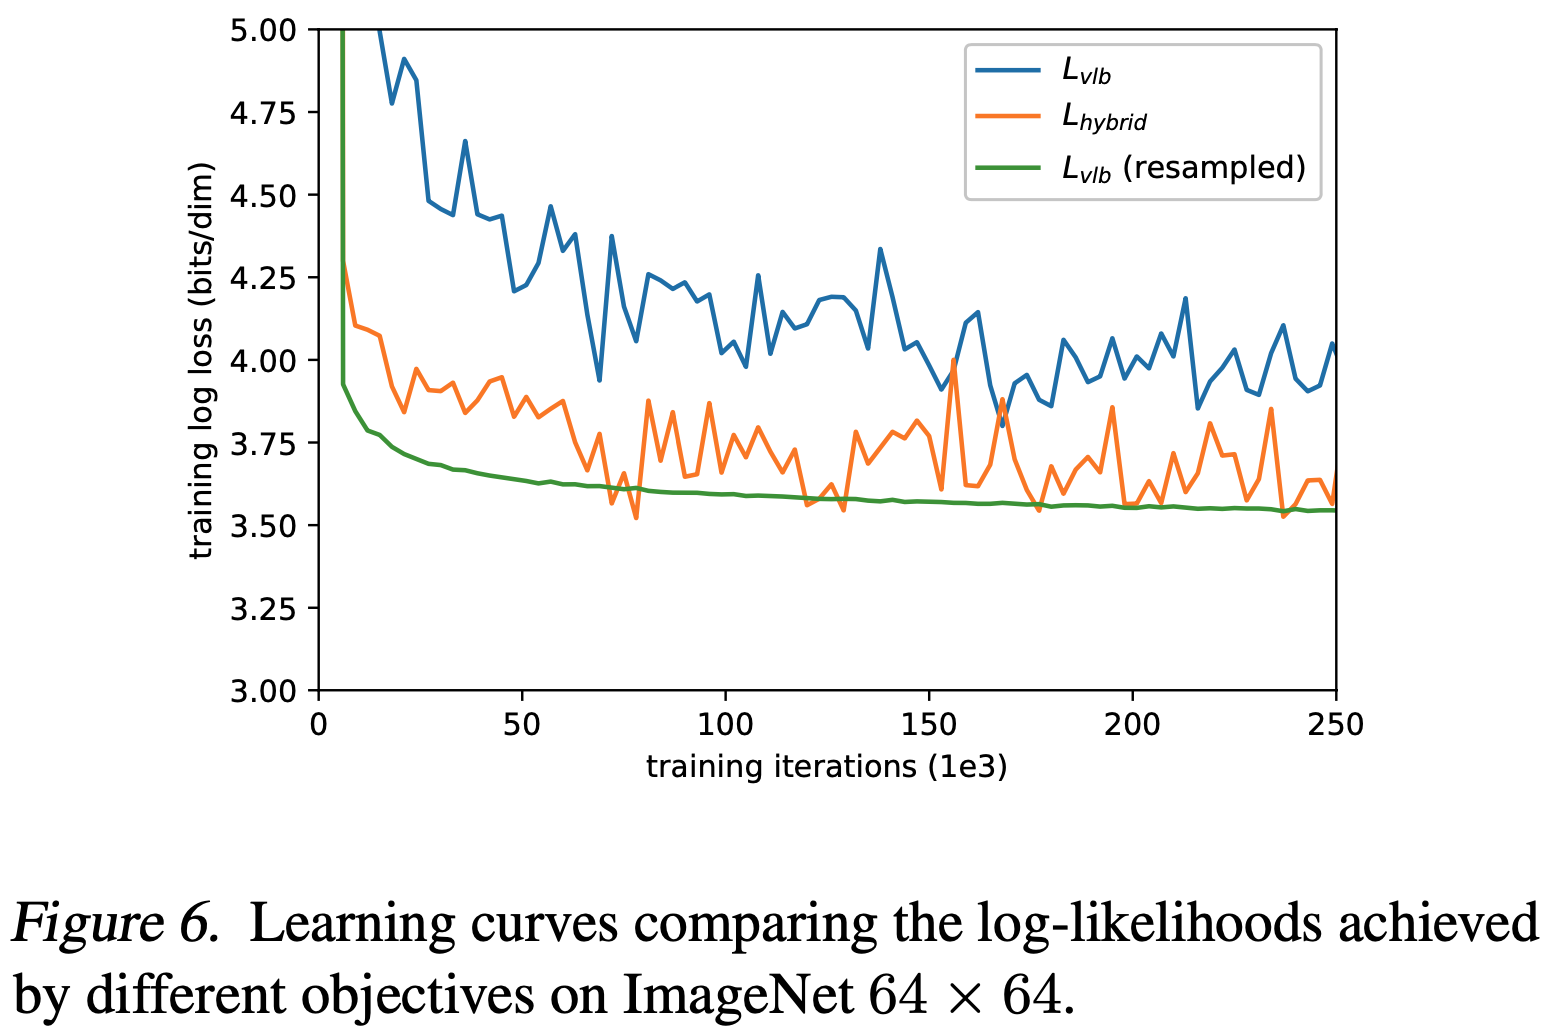 5.00
4.75
4.50
4.25
4.00
3.75
3.50
3.25
3.00
training log loss (bits/dim)
L_vlb
L_hybrid
L_vlb (resampled)
0 50 100 150 200 250
training iterations (1e3)
Figure 6. Learning curves comparing the log-likelihoods achieved
by different objectives on ImageNet 64 × 64.